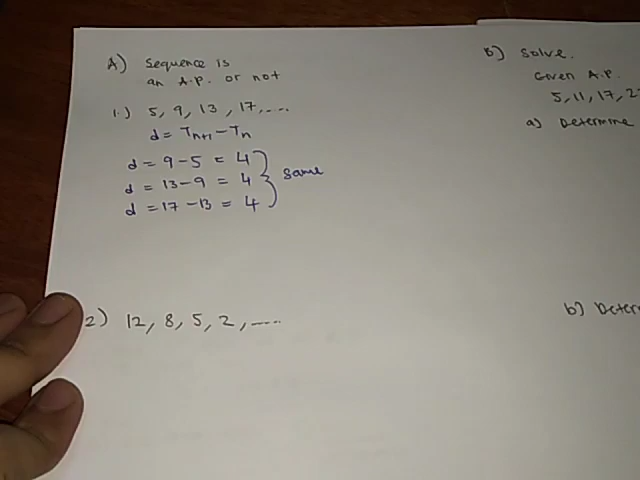 A) Sequence is
an A.P. or not
1.) 5, 9, 13, 17,....
d = Tn+1 - Tn
d = 9 - 5 = 4
d = 13 - 9 = 4
d = 17 - 13 = 4
same
2) 12, 8, 5, 2, ....
B) Solve.
Given A.P.
5, 11, 17, 2
a) Determine
b) Deter